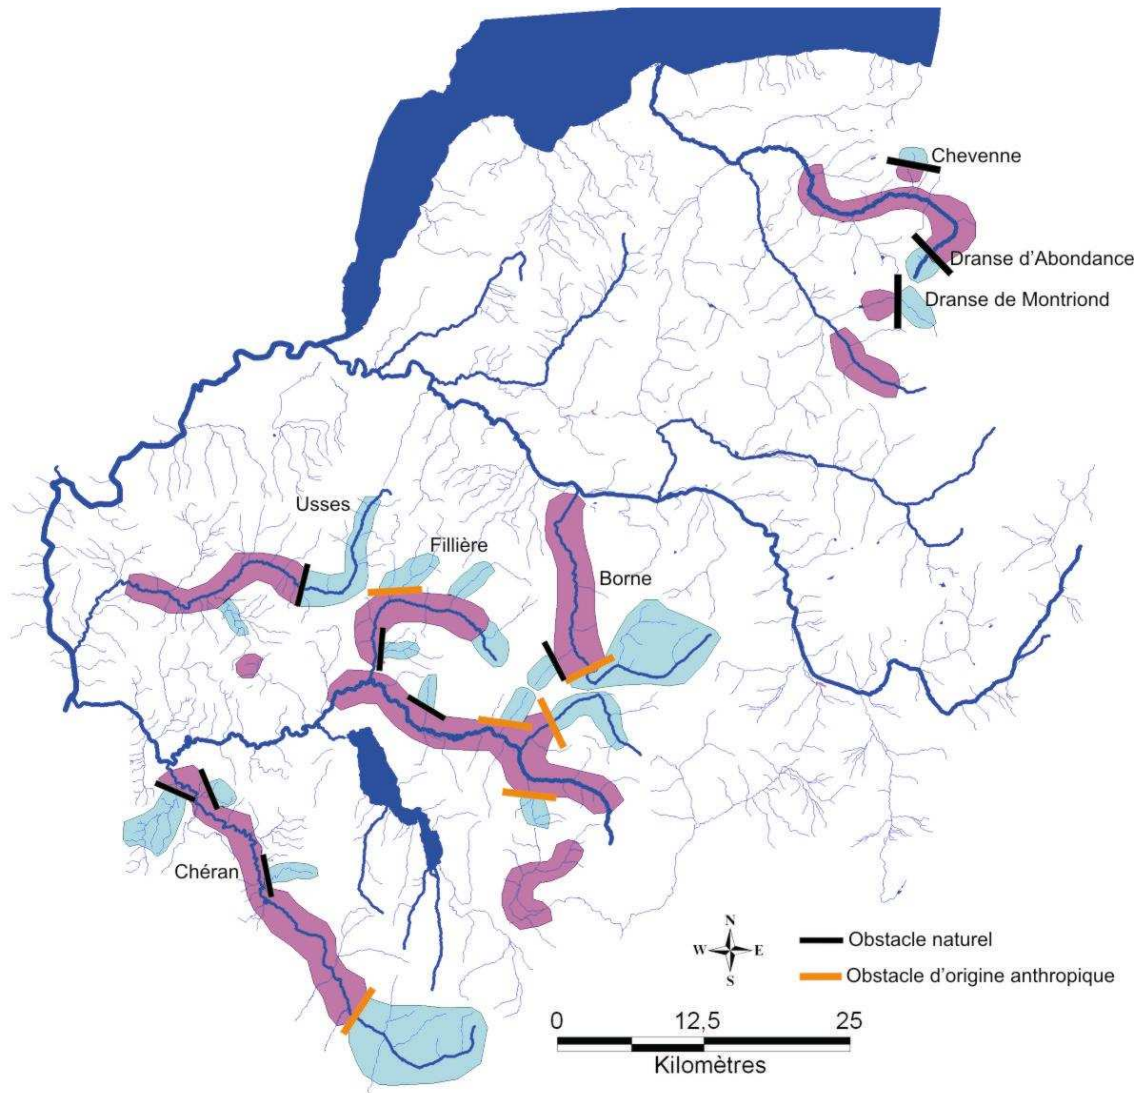 Chevenne
Dranse d'Abondance
Dranse de Montriond
Usses
Fillière
Borne
Chéran
N
W E
S
Obstacle naturel
Obstacle d'origine anthropique
0 12,5 25
Kilomètres